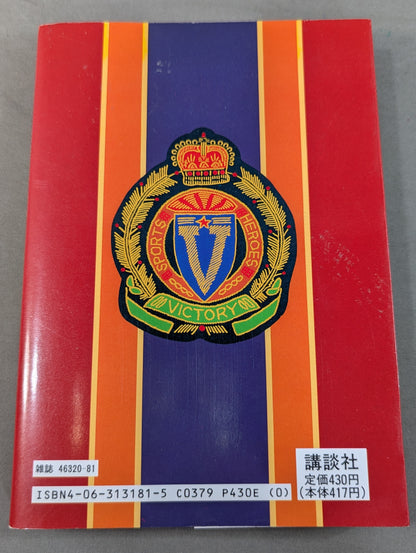 SPORTS HEROES
V
VICTORY
雑誌 46320-81
ISBN4-06-313181-5 C0379 P430E (0)
講談社
定価430円
(本体417円)